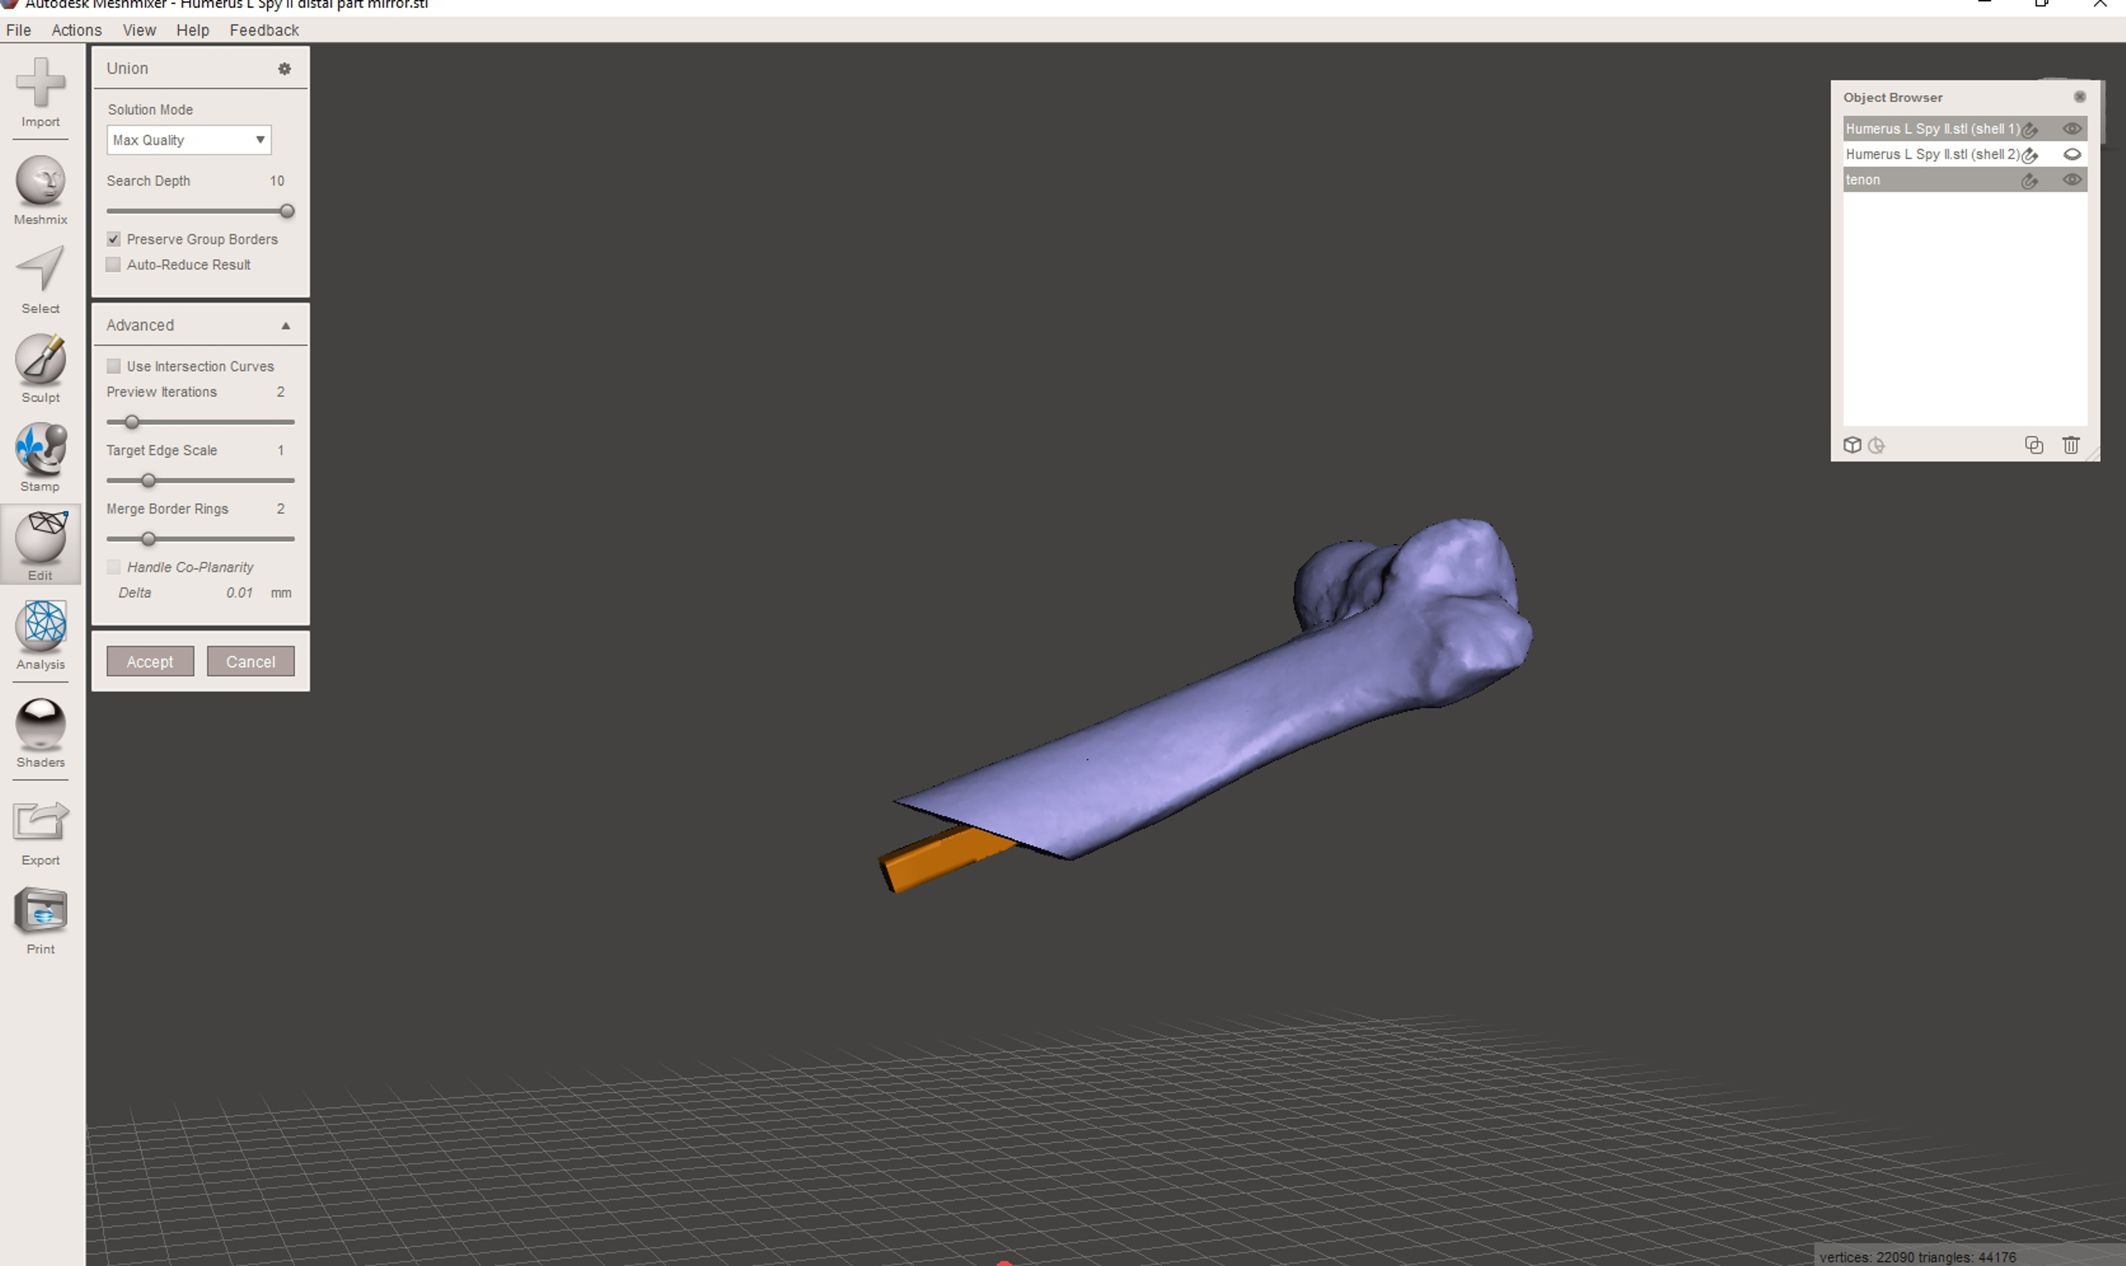 Autodesk Meshmixer - Humerus L Spy II distal part mirror.stl
File Actions View Help Feedback
Import
Meshmix
Select
Sculpt
Stamp
Edit
Analysis
Shaders
Export
Print
Union
Solution Mode
Max Quality
Search Depth 10
Preserve Group Borders
Auto-Reduce Result
Advanced
Use Intersection Curves
Preview Iterations 2
Target Edge Scale 1
Merge Border Rings 2
Handle Co-Planarity
Delta 0.01 mm
Accept Cancel
Object Browser
Humerus L Spy II.stl (shell 1)
Humerus L Spy II.stl (shell 2)
tenon
vertices: 22090 triangles: 44176